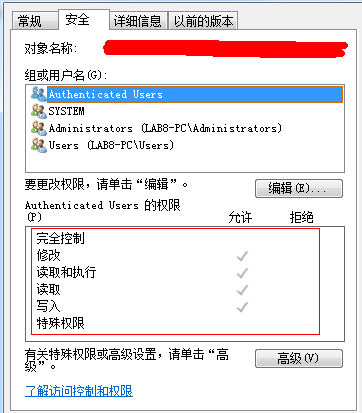 常规 安全 详细信息 以前的版本
对象名称:
组或用户名(G):
Authenticated Users
SYSTEM
Administrators (LAB8-PC\Administrators)
Users (LAB8-PC\Users)
要更改权限，请单击“编辑”。 编辑(E)...
Authenticated Users 的权限
(P) 允许 拒绝
完全控制
修改
读取和执行
读取
写入
特殊权限
有关特殊权限或高级设置，请单击“高
级”。 高级(V)
了解访问控制和权限